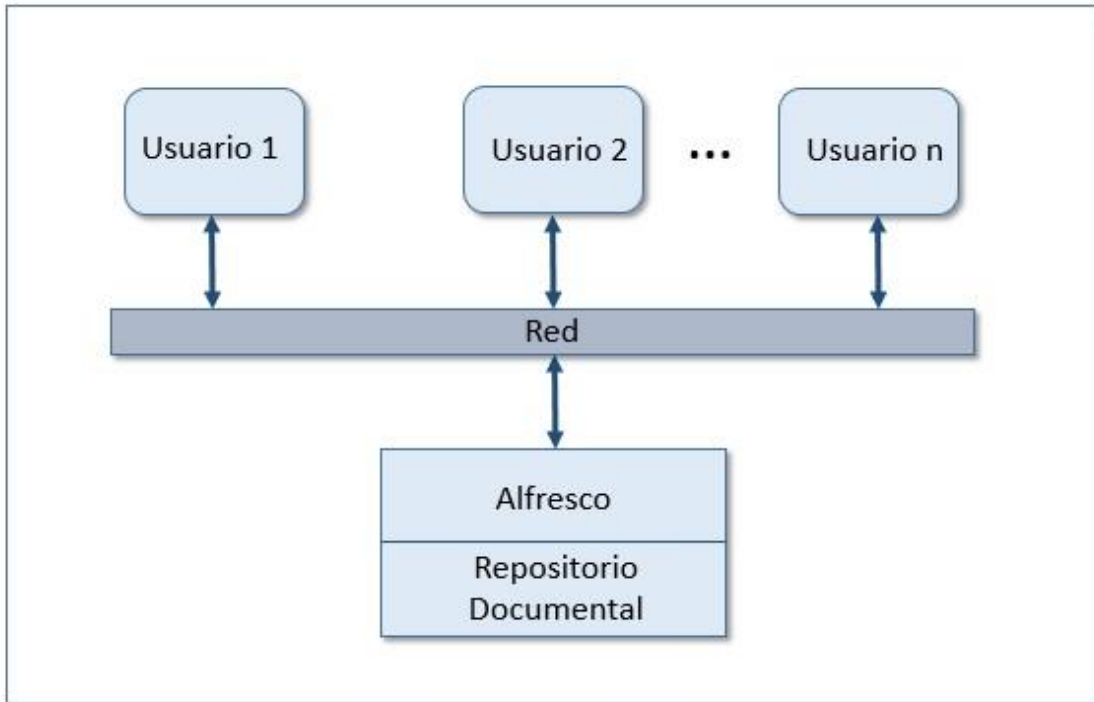 Usuario 1
Usuario 2
...
Usuario n
Red
Alfresco
Repositorio
Documental